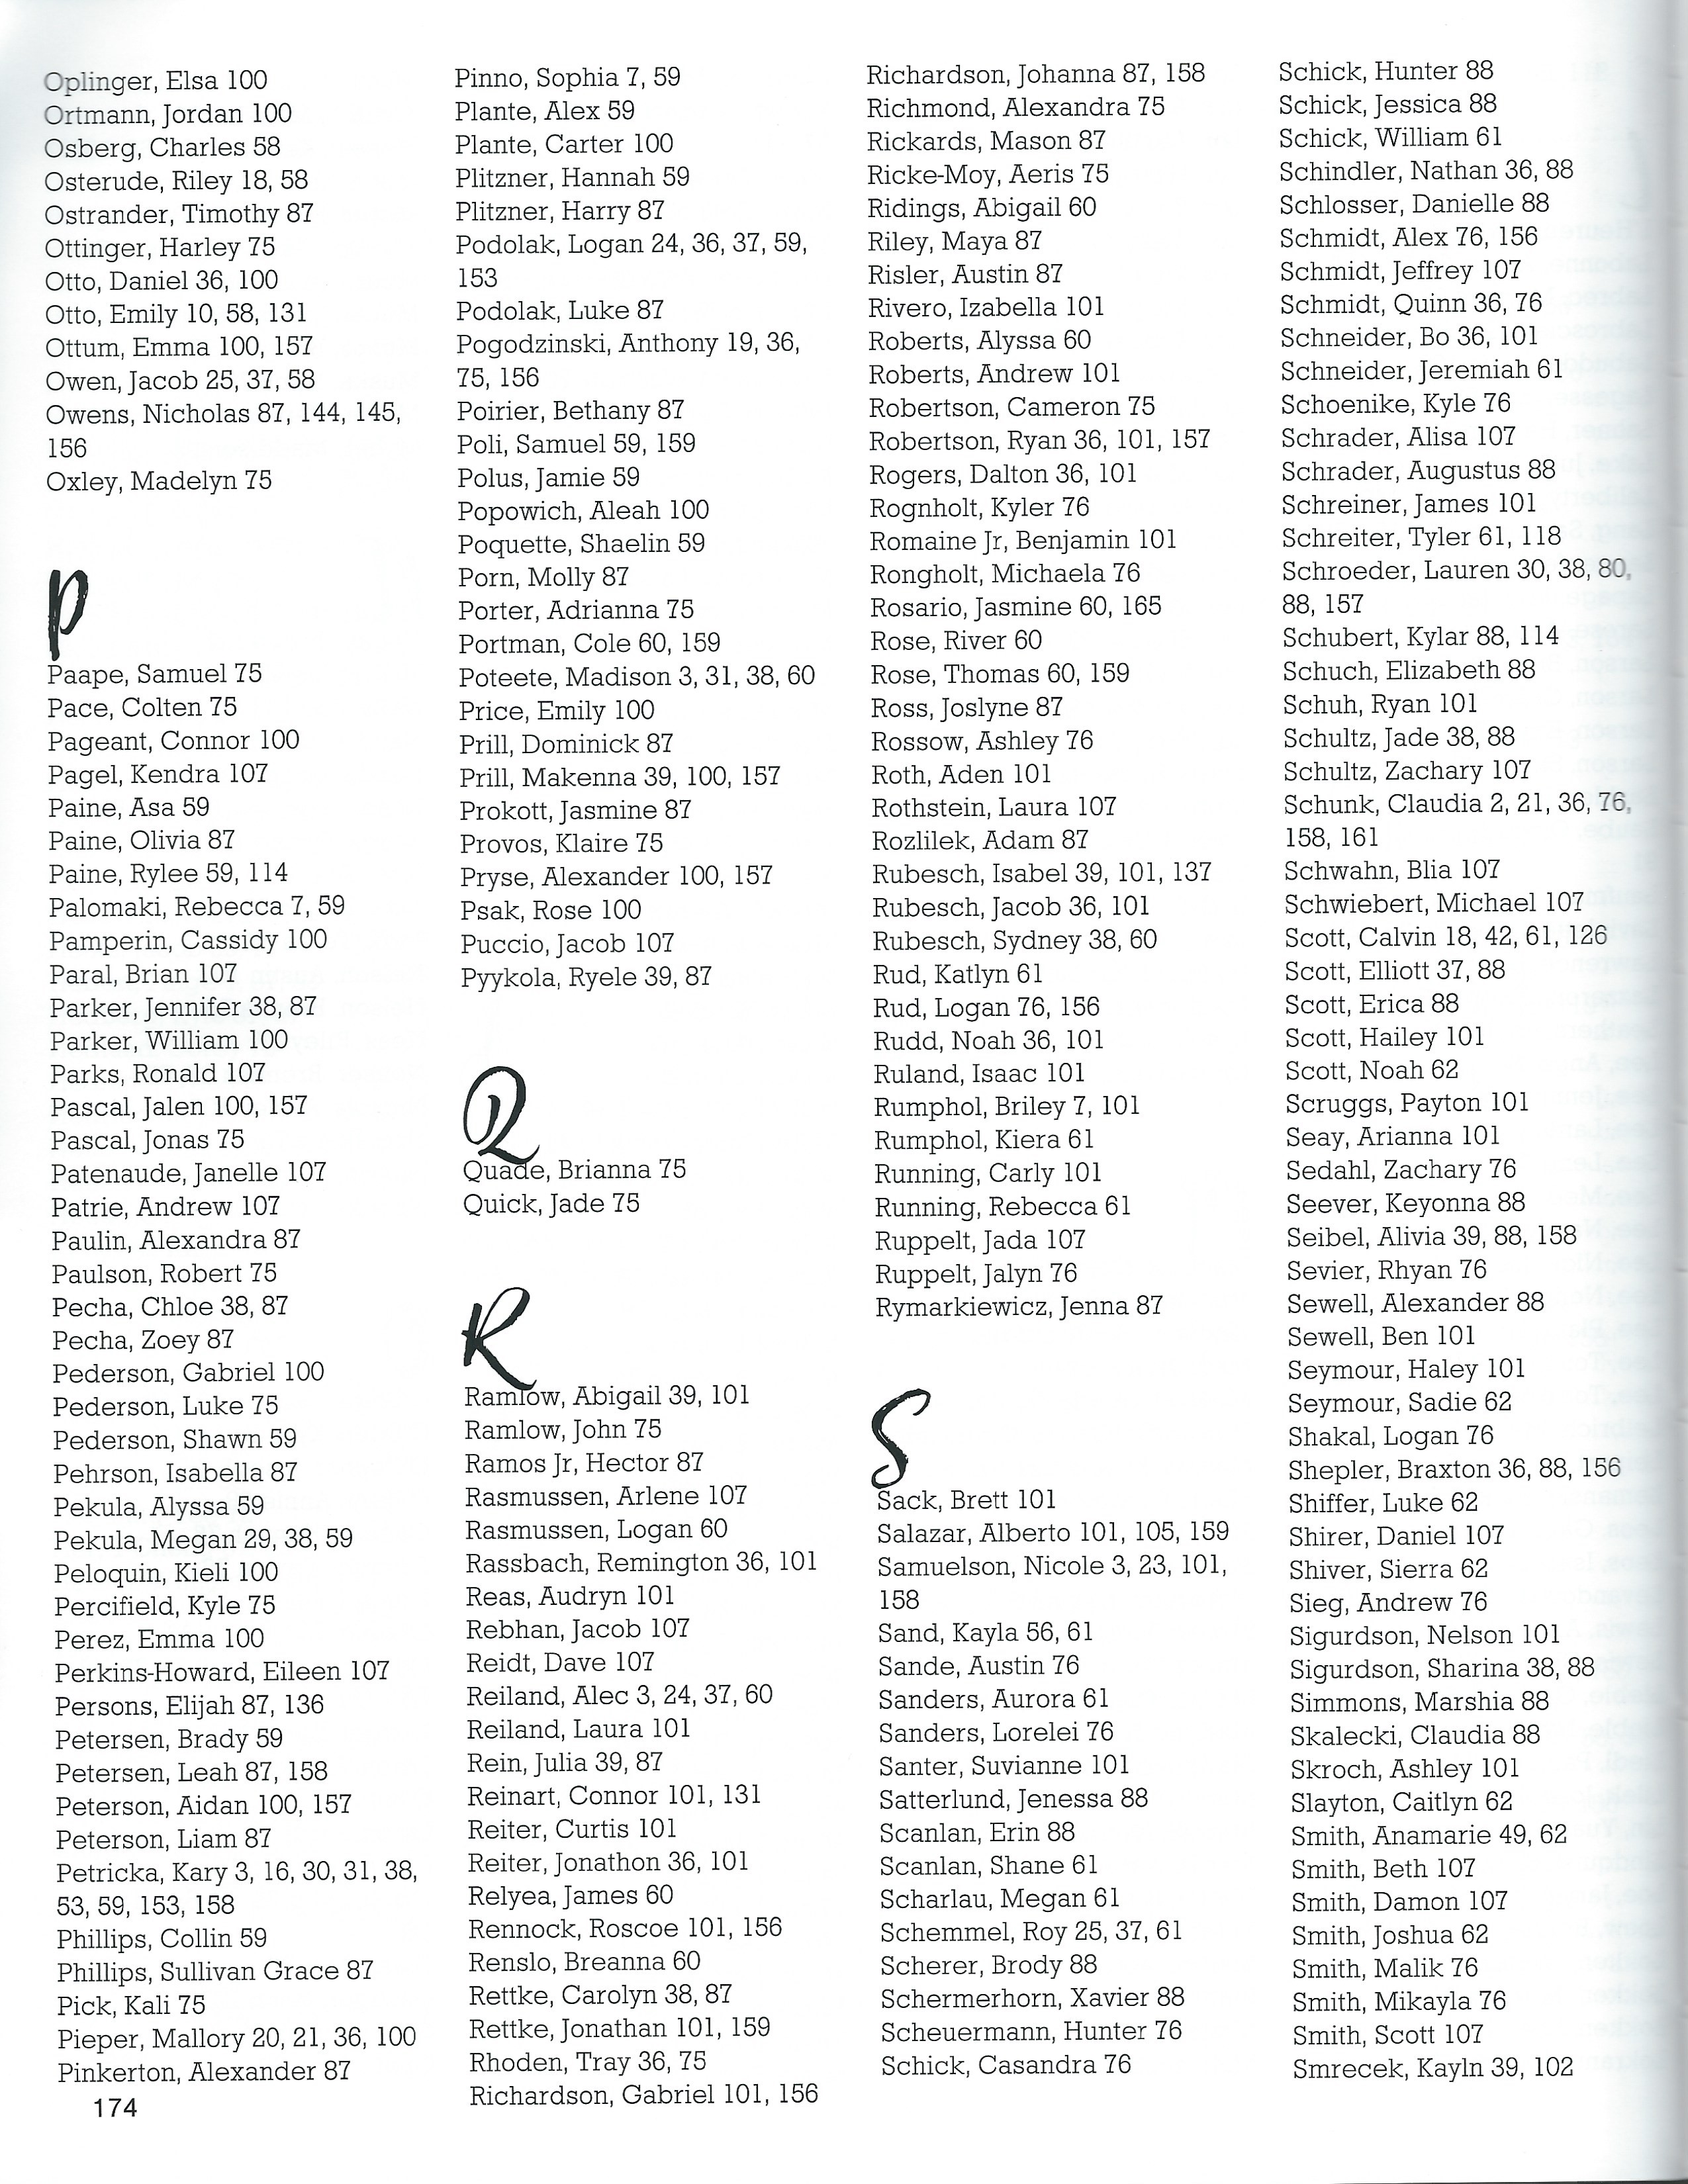 Oplinger, Elsa 100
Ortmann, Jordan 100
Osberg, Charles 58
Osterude, Riley 18, 58
Ostrander, Timothy 87
Ottinger, Harley 75
Otto, Daniel 36, 100
Otto, Emily 10, 58, 131
Ottum, Emma 100, 157
Owen, Jacob 25, 37, 58
Owens, Nicholas 87, 144, 145,
156
Oxley, Madelyn 75
P
Paape, Samuel 75
Pace, Colten 75
Pageant, Connor 100
Pagel, Kendra 107
Paine, Asa 59
Paine, Olivia 87
Paine, Rylee 59, 114
Palomaki, Rebecca 7, 59
Pamperin, Cassidy 100
Paral, Brian 107
Parker, Jennifer 38, 87
Parker, William 100
Parks, Ronald 107
Pascal, Jalen 100, 157
Pascal, Jonas 75
Patenaude, Janelle 107
Patrie, Andrew 107
Paulin, Alexandra 87
Paulson, Robert 75
Pecha, Chloe 38, 87
Pecha, Zoey 87
Pederson, Gabriel 100
Pederson, Luke 75
Pederson, Shawn 59
Pehrson, Isabella 87
Pekula, Alyssa 59
Pekula, Megan 29, 38, 59
Peloquin, Kieli 100
Percifield, Kyle 75
Perez, Emma 100
Perkins-Howard, Eileen 107
Persons, Elijah 87, 136
Petersen, Brady 59
Petersen, Leah 87, 158
Peterson, Aidan 100, 157
Peterson, Liam 87
Petricka, Kary 3, 16, 30, 31, 38,
53, 59, 153, 158
Phillips, Collin 59
Phillips, Sullivan Grace 87
Pick, Kali 75
Pieper, Mallory 20, 21, 36, 100
Pinkerton, Alexander 87
174
Pinno, Sophia 7, 59
Plante, Alex 59
Plante, Carter 100
Plitzner, Hannah 59
Plitzner, Harry 87
Podolak, Logan 24, 36, 37, 59,
153
Podolak, Luke 87
Pogodzinski, Anthony 19, 36,
75, 156
Poirier, Bethany 87
Poli, Samuel 59, 159
Polus, Jamie 59
Popowich, Aleah 100
Poquette, Shaelin 59
Porn, Molly 87
Porter, Adrianna 75
Portman, Cole 60, 159
Poteete, Madison 3, 31, 38, 60
Price, Emily 100
Prill, Dominick 87
Prill, Makenna 39, 100, 157
Prokott, Jasmine 87
Provos, Klaire 75
Pryse, Alexander 100, 157
Psak, Rose 100
Puccio, Jacob 107
Pyykola, Ryele 39, 87
Q
Quade, Brianna 75
Quick, Jade 75
R
Ramlow, Abigail 39, 101
Ramlow, John 75
Ramos Jr, Hector 87
Rasmussen, Arlene 107
Rasmussen, Logan 60
Rassbach, Remington 36, 101
Reas, Audryn 101
Rebhan, Jacob 107
Reidt, Dave 107
Reiland, Alec 3, 24, 37, 60
Reiland, Laura 101
Rein, Julia 39, 87
Reinart, Connor 101, 131
Reiter, Curtis 101
Reiter, Jonathon 36, 101
Relyea, James 60
Rennock, Roscoe 101, 156
Renslo, Breanna 60
Rettke, Carolyn 38, 87
Rettke, Jonathan 101, 159
Rhoden, Tray 36, 75
Richardson, Gabriel 101, 156
Richardson, Johanna 87, 158
Richmond, Alexandra 75
Rickards, Mason 87
Ricke-Moy, Aeris 75
Ridings, Abigail 60
Riley, Maya 87
Risler, Austin 87
Rivero, Izabella 101
Roberts, Alyssa 60
Roberts, Andrew 101
Robertson, Cameron 75
Robertson, Ryan 36, 101, 157
Rogers, Dalton 36, 101
Rognholt, Kyler 76
Romaine Jr, Benjamin 101
Rongholt, Michaela 76
Rosario, Jasmine 60, 165
Rose, River 60
Rose, Thomas 60, 159
Ross, Joslyne 87
Rossow, Ashley 76
Roth, Aden 101
Rothstein, Laura 107
Rozlilek, Adam 87
Rubesch, Isabel 39, 101, 137
Rubesch, Jacob 36, 101
Rubesch, Sydney 38, 60
Rud, Katlyn 61
Rud, Logan 76, 156
Rudd, Noah 36, 101
Ruland, Isaac 101
Rumphol, Briley 7, 101
Rumphol, Kiera 61
Running, Carly 101
Running, Rebecca 61
Ruppelt, Jada 107
Ruppelt, Jalyn 76
Rymarkiewicz, Jenna 87
S
Sack, Brett 101
Salazar, Alberto 101, 105, 159
Samuelson, Nicole 3, 23, 101,
158
Sand, Kayla 56, 61
Sande, Austin 76
Sanders, Aurora 61
Sanders, Lorelei 76
Santer, Suvianne 101
Satterlund, Jenessa 88
Scanlan, Erin 88
Scanlan, Shane 61
Scharlau, Megan 61
Schemmel, Roy 25, 37, 61
Scherer, Brody 88
Schermerhorn, Xavier 88
Scheuermann, Hunter 76
Schick, Casandra 76
Schick, Hunter 88
Schick, Jessica 88
Schick, William 61
Schindler, Nathan 36, 88
Schlosser, Danielle 88
Schmidt, Alex 76, 156
Schmidt, Jeffrey 107
Schmidt, Quinn 36, 76
Schneider, Bo 36, 101
Schneider, Jeremiah 61
Schoenike, Kyle 76
Schrader, Alisa 107
Schrader, Augustus 88
Schreiner, James 101
Schreiter, Tyler 61, 118
Schroeder, Lauren 30, 38, 80,
88, 157
Schubert, Kylar 88, 114
Schuch, Elizabeth 88
Schuh, Ryan 101
Schultz, Jade 38, 88
Schultz, Zachary 107
Schunk, Claudia 2, 21, 36, 76,
158, 161
Schwahn, Blia 107
Schwiebert, Michael 107
Scott, Calvin 18, 42, 61, 126
Scott, Elliott 37, 88
Scott, Erica 88
Scott, Hailey 101
Scott, Noah 62
Scruggs, Payton 101
Seay, Arianna 101
Sedahl, Zachary 76
Seever, Keyonna 88
Seibel, Alivia 39, 88, 158
Sevier, Rhyan 76
Sewell, Alexander 88
Sewell, Ben 101
Seymour, Haley 101
Seymour, Sadie 62
Shakal, Logan 76
Shepler, Braxton 36, 88, 156
Shiffer, Luke 62
Shirer, Daniel 107
Shiver, Sierra 62
Sieg, Andrew 76
Sigurdson, Nelson 101
Sigurdson, Sharina 38, 88
Simmons, Marshia 88
Skalecki, Claudia 88
Skroch, Ashley 101
Slayton, Caitlyn 62
Smith, Anamarie 49, 62
Smith, Beth 107
Smith, Damon 107
Smith, Joshua 62
Smith, Malik 76
Smith, Mikayla 76
Smith, Scott 107
Smrecek, Kayln 39, 102